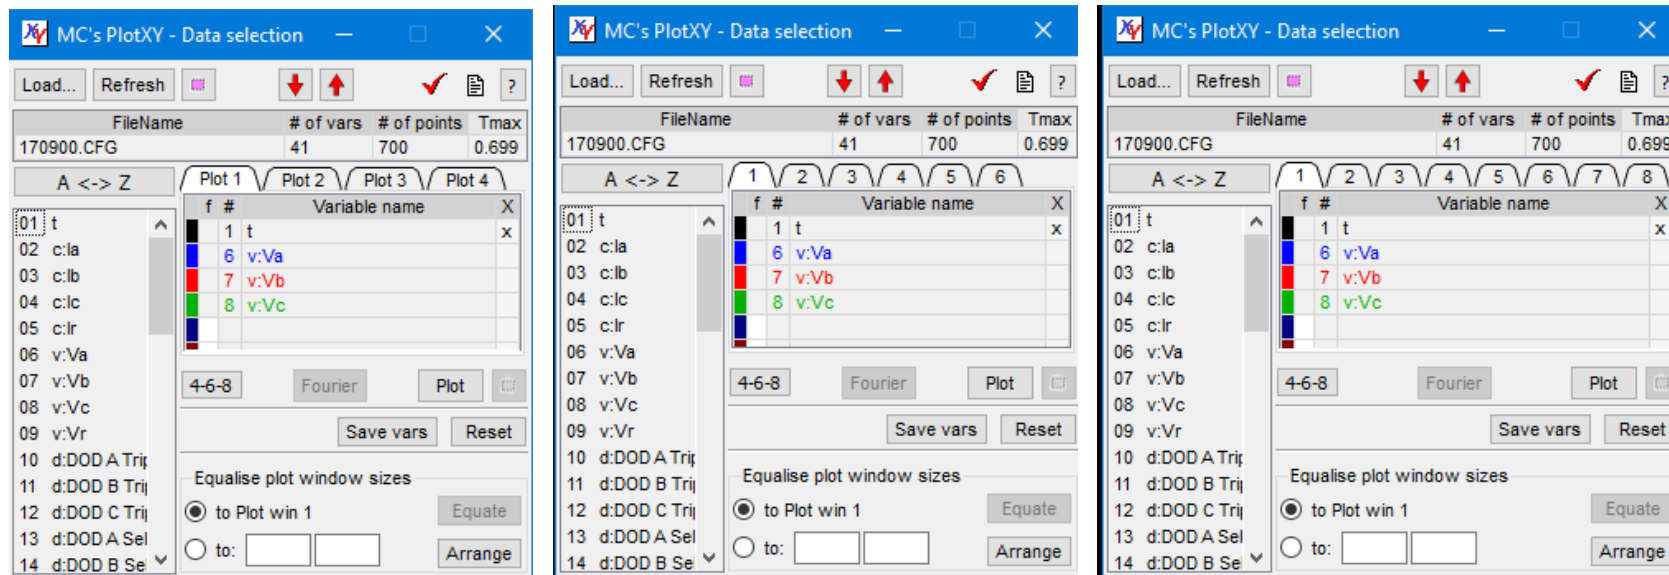 MC's PlotXY - Data selection
Load... Refresh ?
FileName # of vars # of points Tmax
170900.CFG 41 700 0.699
A <-> Z Plot 1 Plot 2 Plot 3 Plot 4
f # Variable name X
01 t
1 t x
02 c:Ia
6 v:Va
03 c:Ib
7 v:Vb
04 c:Ic
8 v:Vc
05 c:Ir
06 v:Va
07 v:Vb
4-6-8 Fourier Plot
08 v:Vc
09 v:Vr
Save vars Reset
10 d:DOD A Trip
11 d:DOD B Trip
Equalise plot window sizes
12 d:DOD C Trip
to Plot win 1 Equate
13 d:DOD A Sel
14 d:DOD B Sel
to: Arrange
MC's PlotXY - Data selection
Load... Refresh ?
FileName # of vars # of points Tmax
170900.CFG 41 700 0.699
A <-> Z 1 2 3 4 5 6
f # Variable name X
01 t
1 t x
02 c:Ia
6 v:Va
03 c:Ib
7 v:Vb
04 c:Ic
8 v:Vc
05 c:Ir
06 v:Va
07 v:Vb
4-6-8 Fourier Plot
08 v:Vc
09 v:Vr
Save vars Reset
10 d:DOD A Trip
11 d:DOD B Trip
Equalise plot window sizes
12 d:DOD C Trip
to Plot win 1 Equate
13 d:DOD A Sel
14 d:DOD B Sel
to: Arrange
MC's PlotXY - Data selection
Load... Refresh ?
FileName # of vars # of points Tmax
170900.CFG 41 700 0.699
A <-> Z 1 2 3 4 5 6 7 8
f # Variable name X
01 t
1 t x
02 c:Ia
6 v:Va
03 c:Ib
7 v:Vb
04 c:Ic
8 v:Vc
05 c:Ir
06 v:Va
07 v:Vb
4-6-8 Fourier Plot
08 v:Vc
09 v:Vr
Save vars Reset
10 d:DOD A Trip
11 d:DOD B Trip
Equalise plot window sizes
12 d:DOD C Trip
to Plot win 1 Equate
13 d:DOD A Sel
14 d:DOD B Sel
to: Arrange